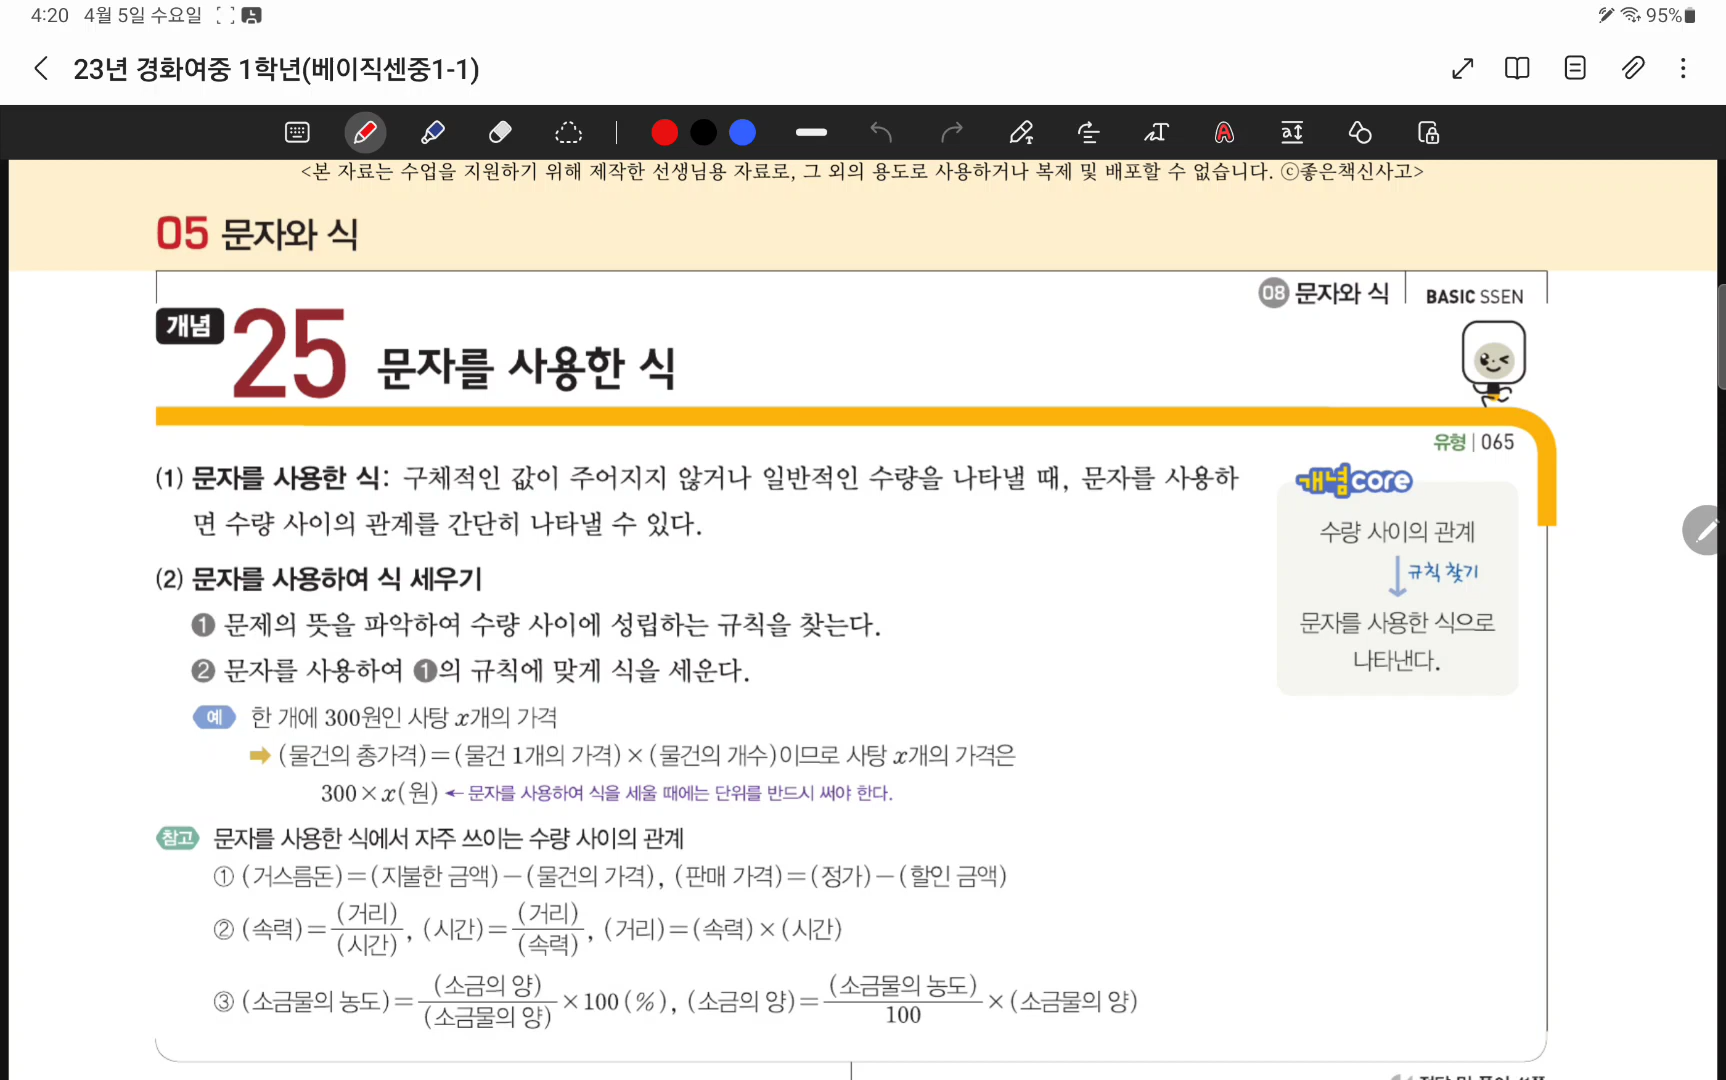 4:20 4월 5일 수요일 95%
23년 경화여중 1학년(베이직쎈중1-1)
<본 자료는 수업을 지원하기 위해 제작한 선생님용 자료로, 그 외의 용도로 사용하거나 복제 및 배포할 수 없습니다. ⓒ좋은책신사고>
05 문자와 식
08 문자와 식 BASIC SSEN
개념 25 문자를 사용한 식
유형 | 065
(1) 문자를 사용한 식: 구체적인 값이 주어지지 않거나 일반적인 수량을 나타낼 때, 문자를 사용하
면 수량 사이의 관계를 간단히 나타낼 수 있다.
(2) 문자를 사용하여 식 세우기
❶ 문제의 뜻을 파악하여 수량 사이에 성립하는 규칙을 찾는다.
❷ 문자를 사용하여 ❶의 규칙에 맞게 식을 세운다.
예 한 개에 300원인 사탕 x개의 가격
➡ (물건의 총가격)=(물건 1개의 가격)×(물건의 개수)이므로 사탕 x개의 가격은
300×x(원) ← 문자를 사용하여 식을 세울 때에는 단위를 반드시 써야 한다.
참고 문자를 사용한 식에서 자주 쓰이는 수량 사이의 관계
① (거스름돈)=(지불한 금액)-(물건의 가격), (판매 가격)=(정가)-(할인 금액)
② (속력)=(거리)/(시간), (시간)=(거리)/(속력), (거리)=(속력)×(시간)
③ (소금물의 농도)=(소금의 양)/(소금물의 양)×100(%), (소금의 양)=(소금물의 농도)/100×(소금물의 양)
개념core
수량 사이의 관계
↓ 규칙 찾기
문자를 사용한 식으로
나타낸다.